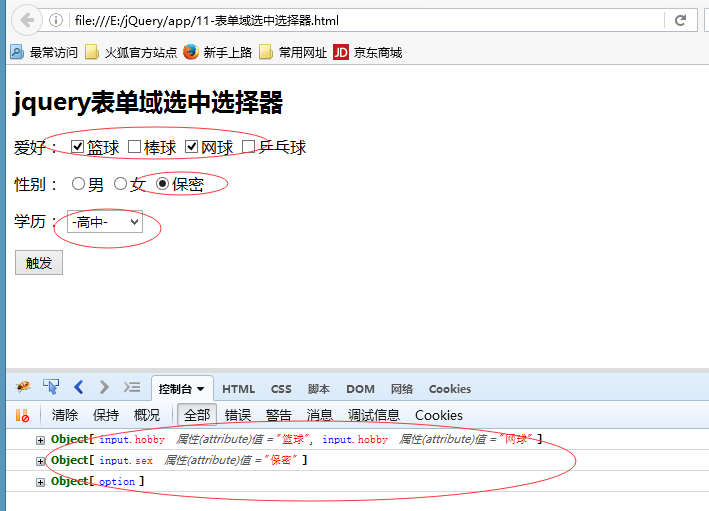 file:///E:/jQuery/app/11-表单域选中选择器.html
最常访问 火狐官方站点 新手上路 常用网址 JD 京东商城
jquery表单域选中选择器
爱好： 篮球 棒球 网球 乒乓球
性别： 男 女 保密
学历： -高中-
触发
控制台 HTML CSS 脚本 DOM 网络 Cookies
清除 保持 概况 全部 错误 警告 消息 调试信息 Cookies
Object[ input.hobby 属性(attribute)值 = "篮球", input.hobby 属性(attribute)值 = "网球" ]
Object[ input.sex 属性(attribute)值 = "保密" ]
Object[ option ]